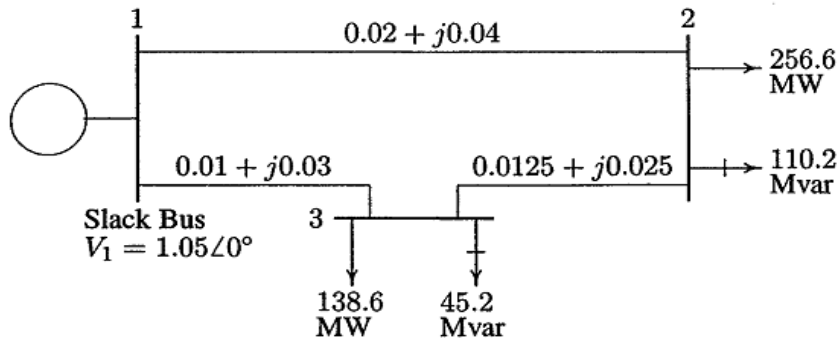 1
2
0.02 + j0.04
256.6
MW
0.01 + j0.03
0.0125 + j0.025
110.2
Mvar
Slack Bus
V₁ = 1.05∠0°
3
138.6
MW
45.2
Mvar